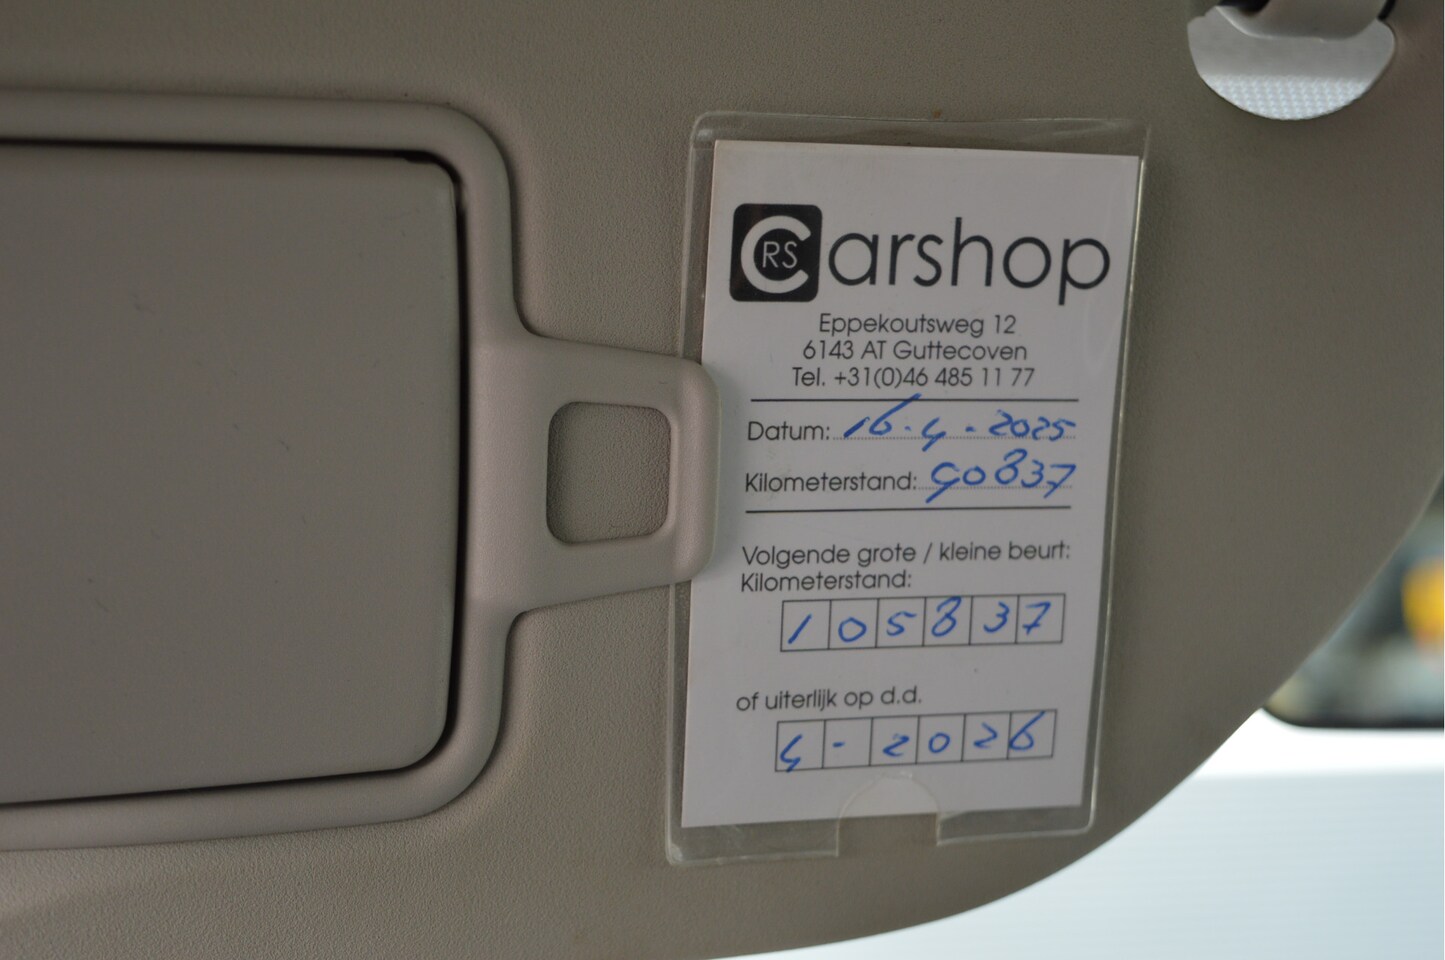 CRS Carshop
Eppekoutsweg 12
6143 AT Guttecoven
Tel. +31(0)46 485 11 77
Datum: 16-4-2025
Kilometerstand: 90837
Volgende grote / kleine beurt:
Kilometerstand:
105837
of uiterlijk op d.d.
4-2026